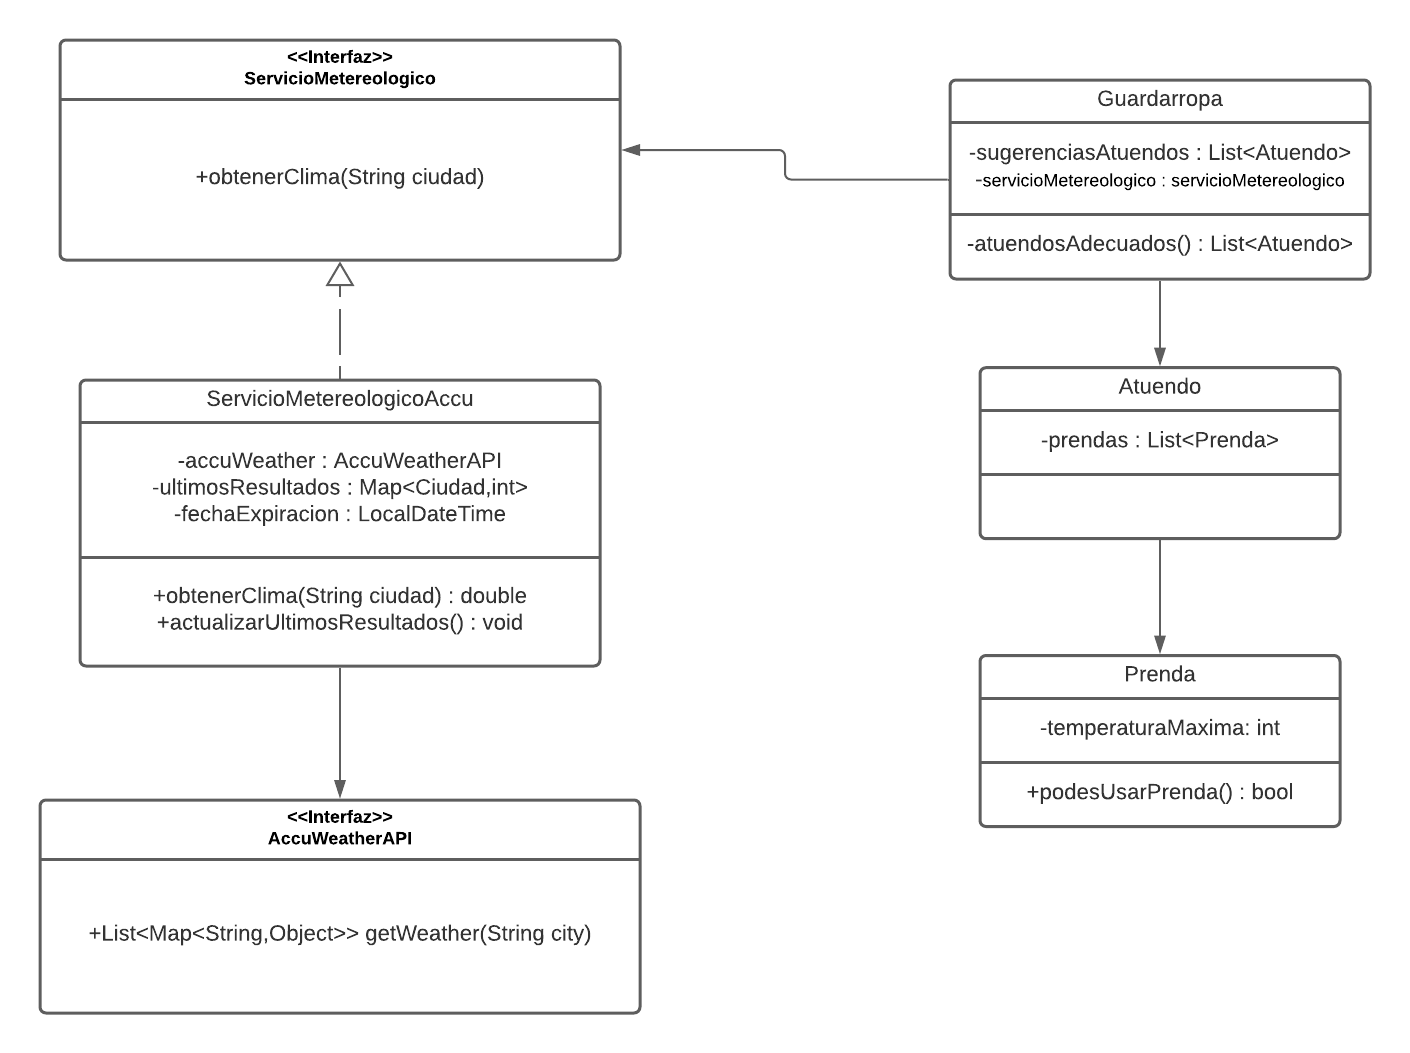 <<Interfaz>>
ServicioMetereologico
+obtenerClima(String ciudad)
Guardarropa
-sugerenciasAtuendos : List<Atuendo>
-servicioMetereologico : servicioMetereologico
-atuendosAdecuados() : List<Atuendo>
ServicioMetereologicoAccu
-accuWeather : AccuWeatherAPI
-ultimosResultados : Map<Ciudad,int>
-fechaExpiracion : LocalDateTime
+obtenerClima(String ciudad) : double
+actualizarUltimosResultados() : void
Atuendo
-prendas : List<Prenda>
Prenda
-temperaturaMaxima: int
+podesUsarPrenda() : bool
<<Interfaz>>
AccuWeatherAPI
+List<Map<String,Object>> getWeather(String city)